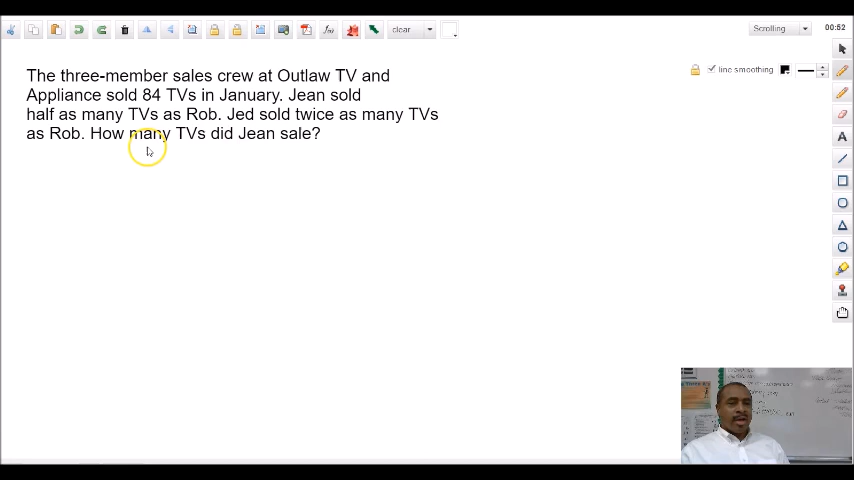 clear
Scrolling
00:52
line smoothing
The three-member sales crew at Outlaw TV and
Appliance sold 84 TVs in January. Jean sold
half as many TVs as Rob. Jed sold twice as many TVs
as Rob. How many TVs did Jean sale?